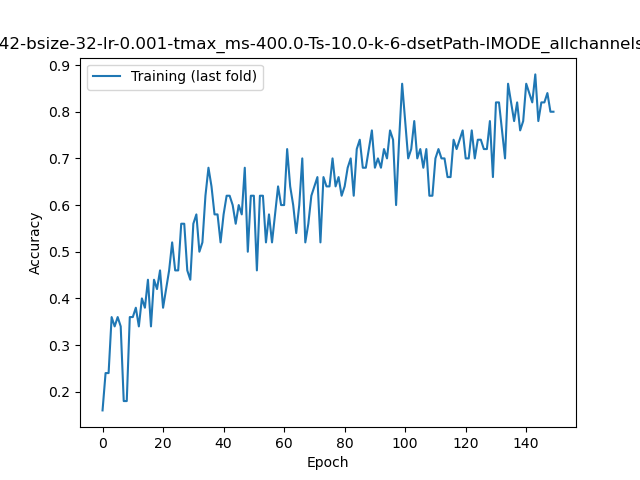 42-bsize-32-lr-0.001-tmax_ms-400.0-Ts-10.0-k-6-dsetPath-IMODE_allchannels
Training (last fold)
0.9
0.8
0.7
0.6
0.5
0.4
0.3
0.2
Accuracy
0 20 40 60 80 100 120 140
Epoch